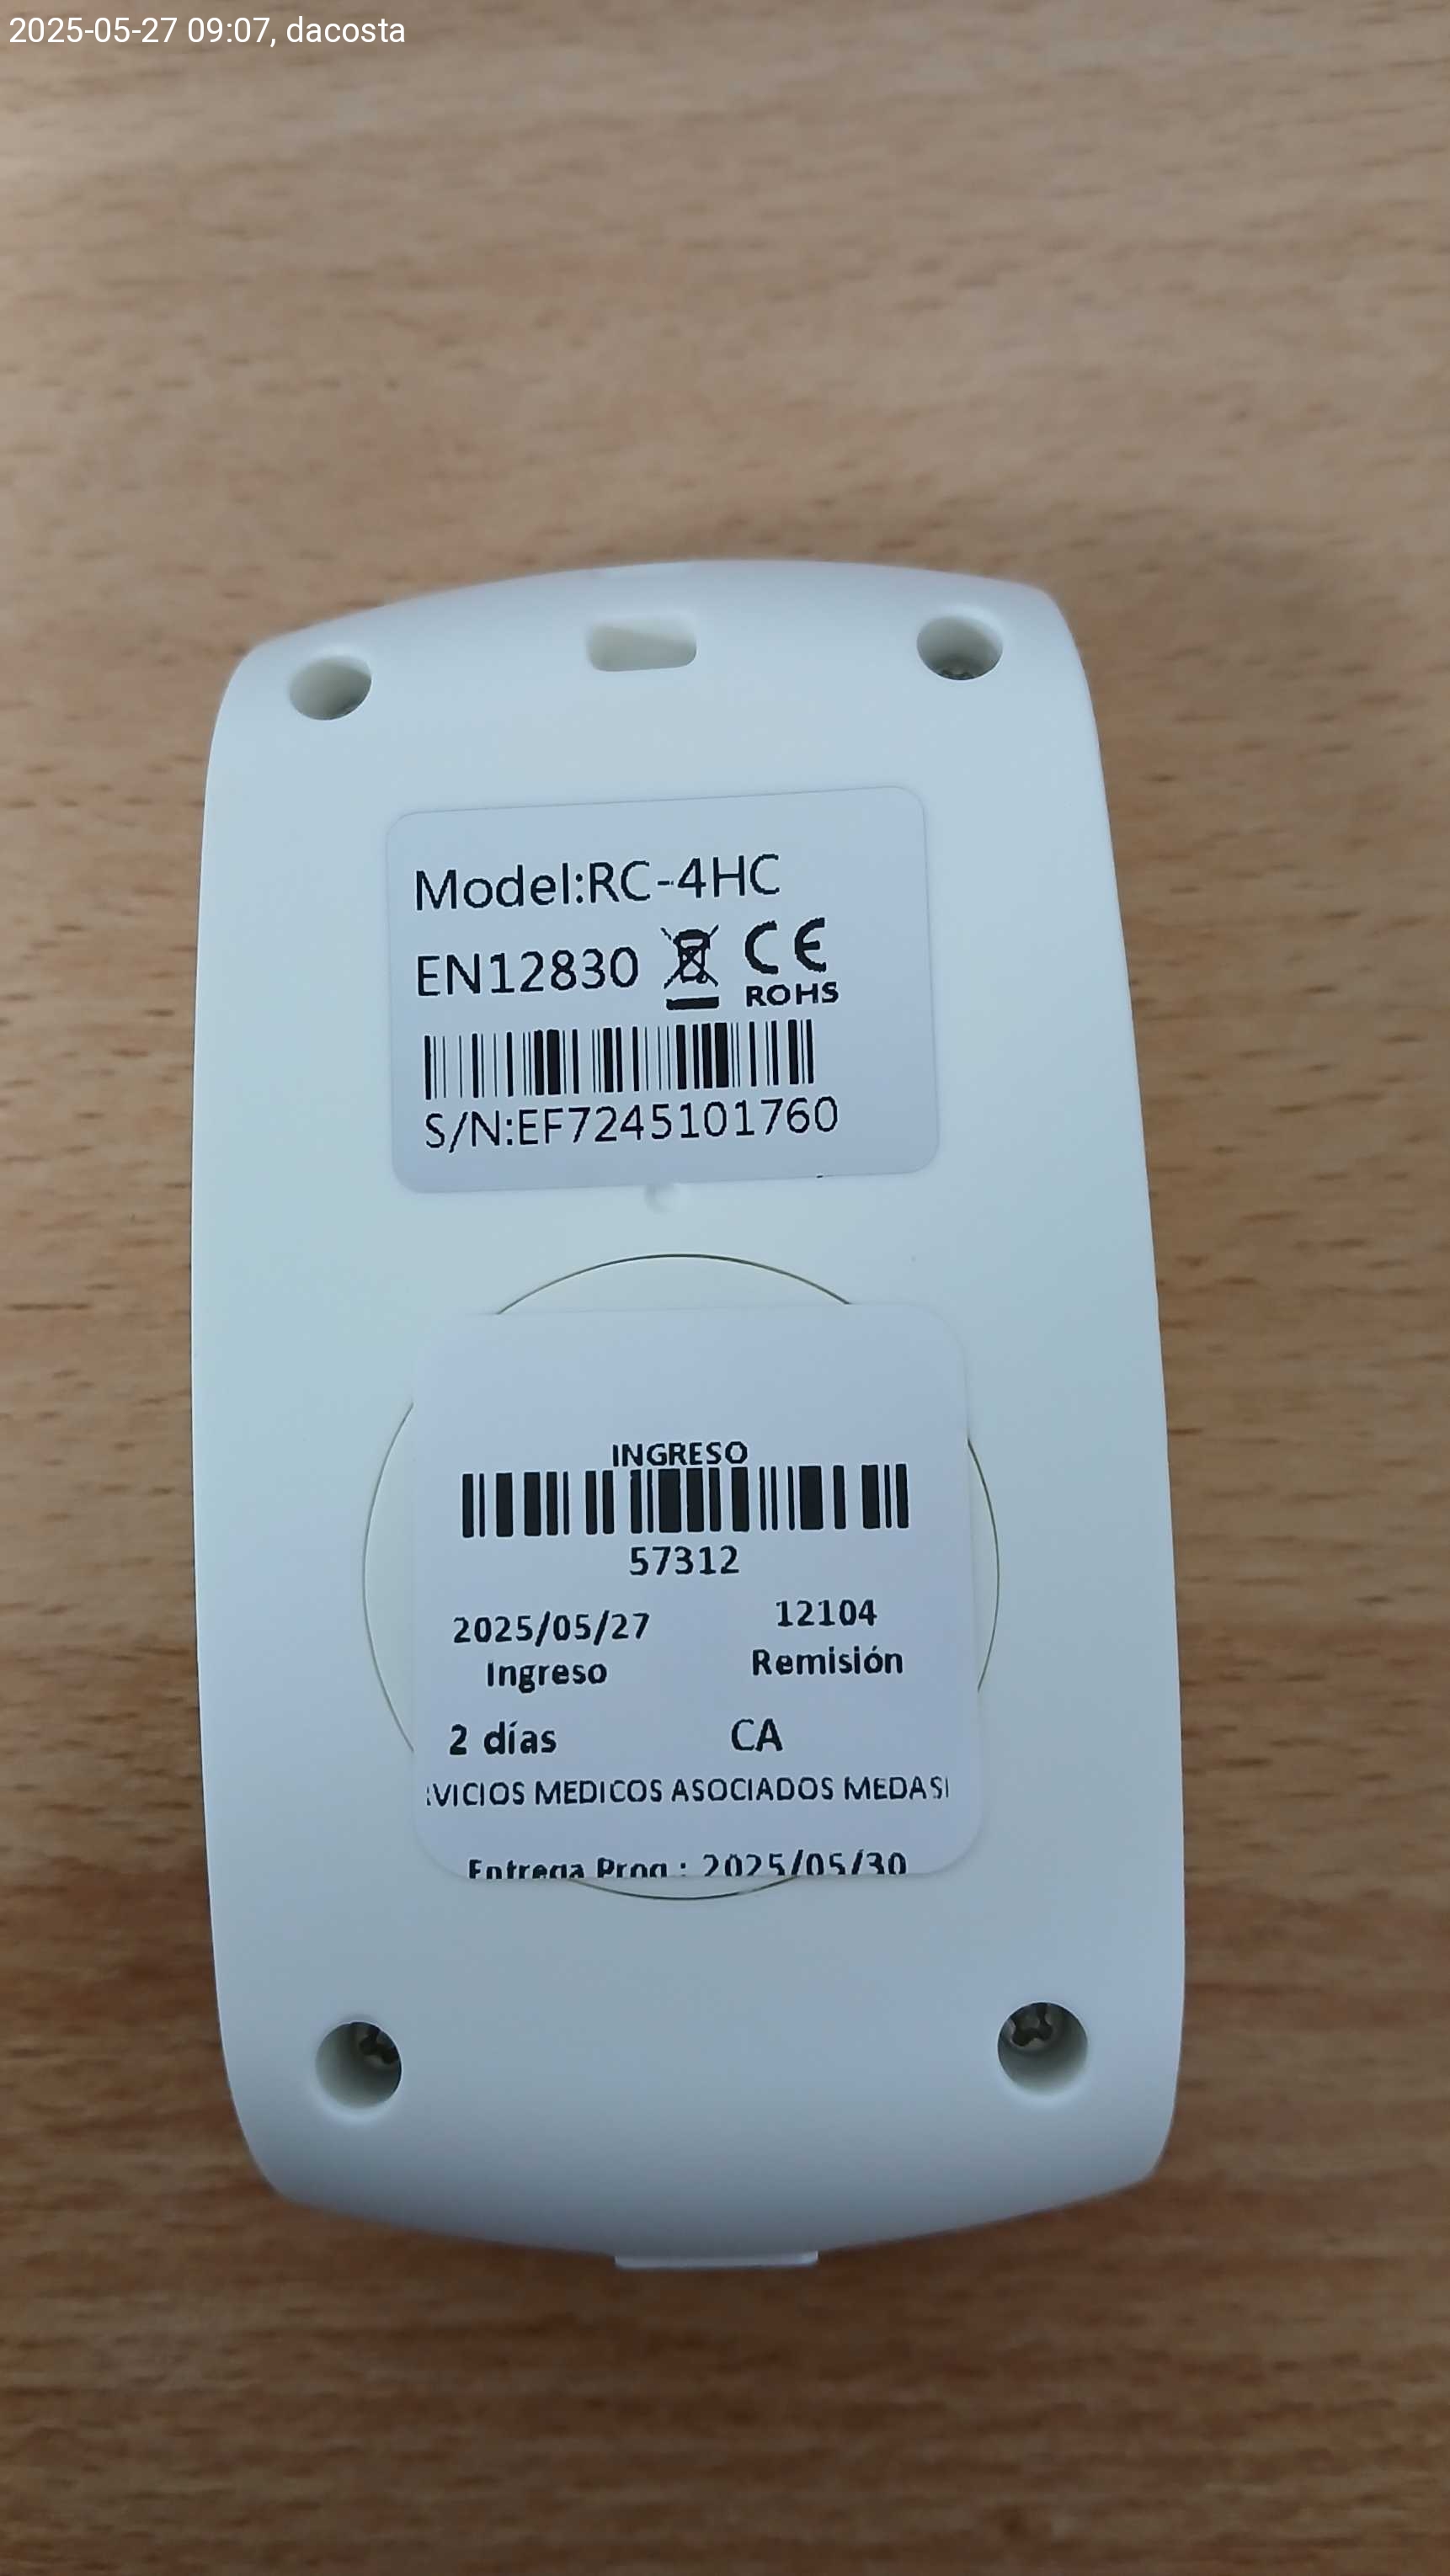 2025-05-27 09:07, dacosta
Model:RC-4HC
EN12830 CE
ROHS
S/N:EF7245101760
INGRESO
57312
2025/05/27 12104
Ingreso Remisión
2 días CA
VICIOS MEDICOS ASOCIADOS MEDAS
Entrega Prog.: 2025/05/30